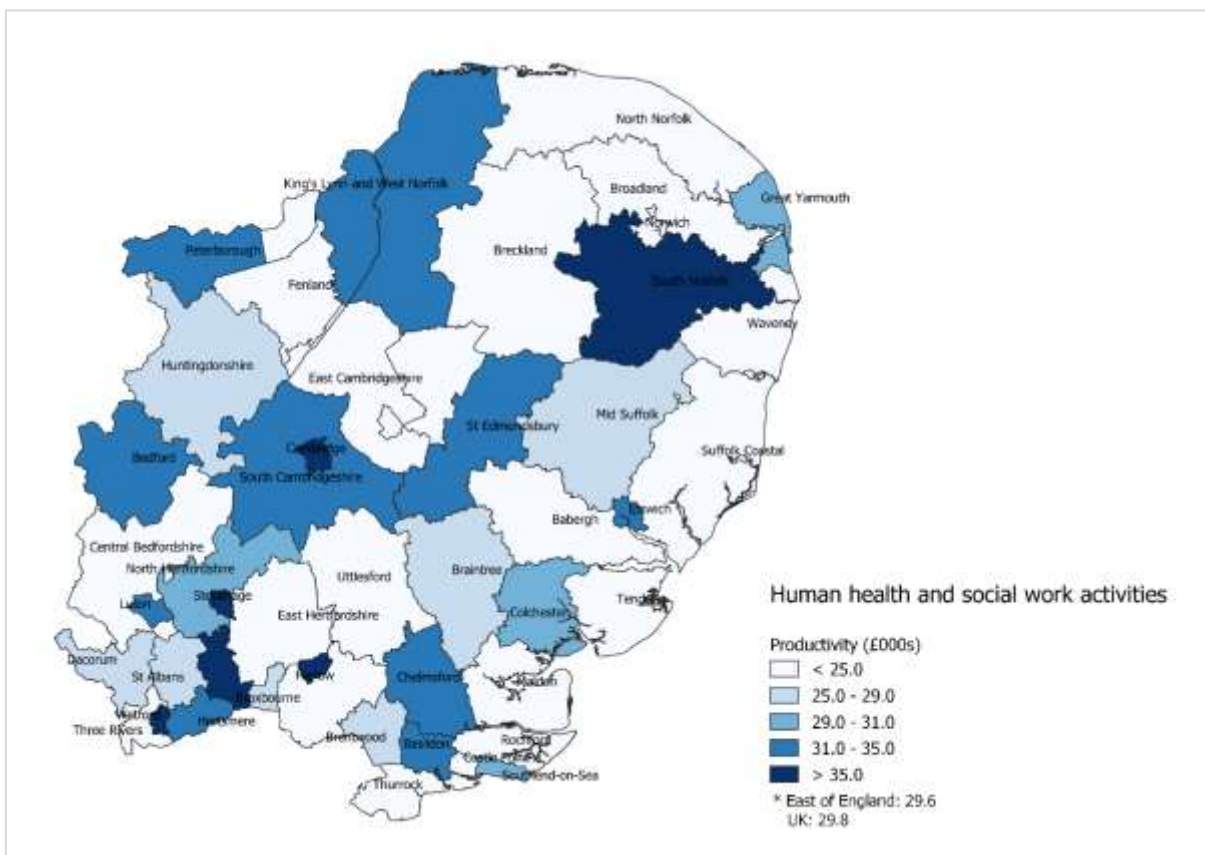 North Norfolk
King's Lynn and West Norfolk
Broadland
Great Yarmouth
Norwich
Peterborough
Breckland
South Norfolk
Fenland
Waveney
Huntingdonshire
East Cambridgeshire
Mid Suffolk
St Edmundsbury
Cambridge
Bedford
Suffolk Coastal
South Cambridgeshire
Ipswich
Babergh
Central Bedfordshire
North Hertfordshire
Uttlesford
Braintree
Stevenage
Luton
Colchester
Tendring
East Hertfordshire
Dacorum
St Albans
Harlow
Chelmsford
Maldon
Broxbourne
Watford
Hertsmere
Three Rivers
Brentwood
Basildon
Rochford
Castle Point
Southend-on-Sea
Thurrock
Human health and social work activities
Productivity (£000s)
< 25.0
25.0 - 29.0
29.0 - 31.0
31.0 - 35.0
> 35.0
* East of England: 29.6
UK: 29.8